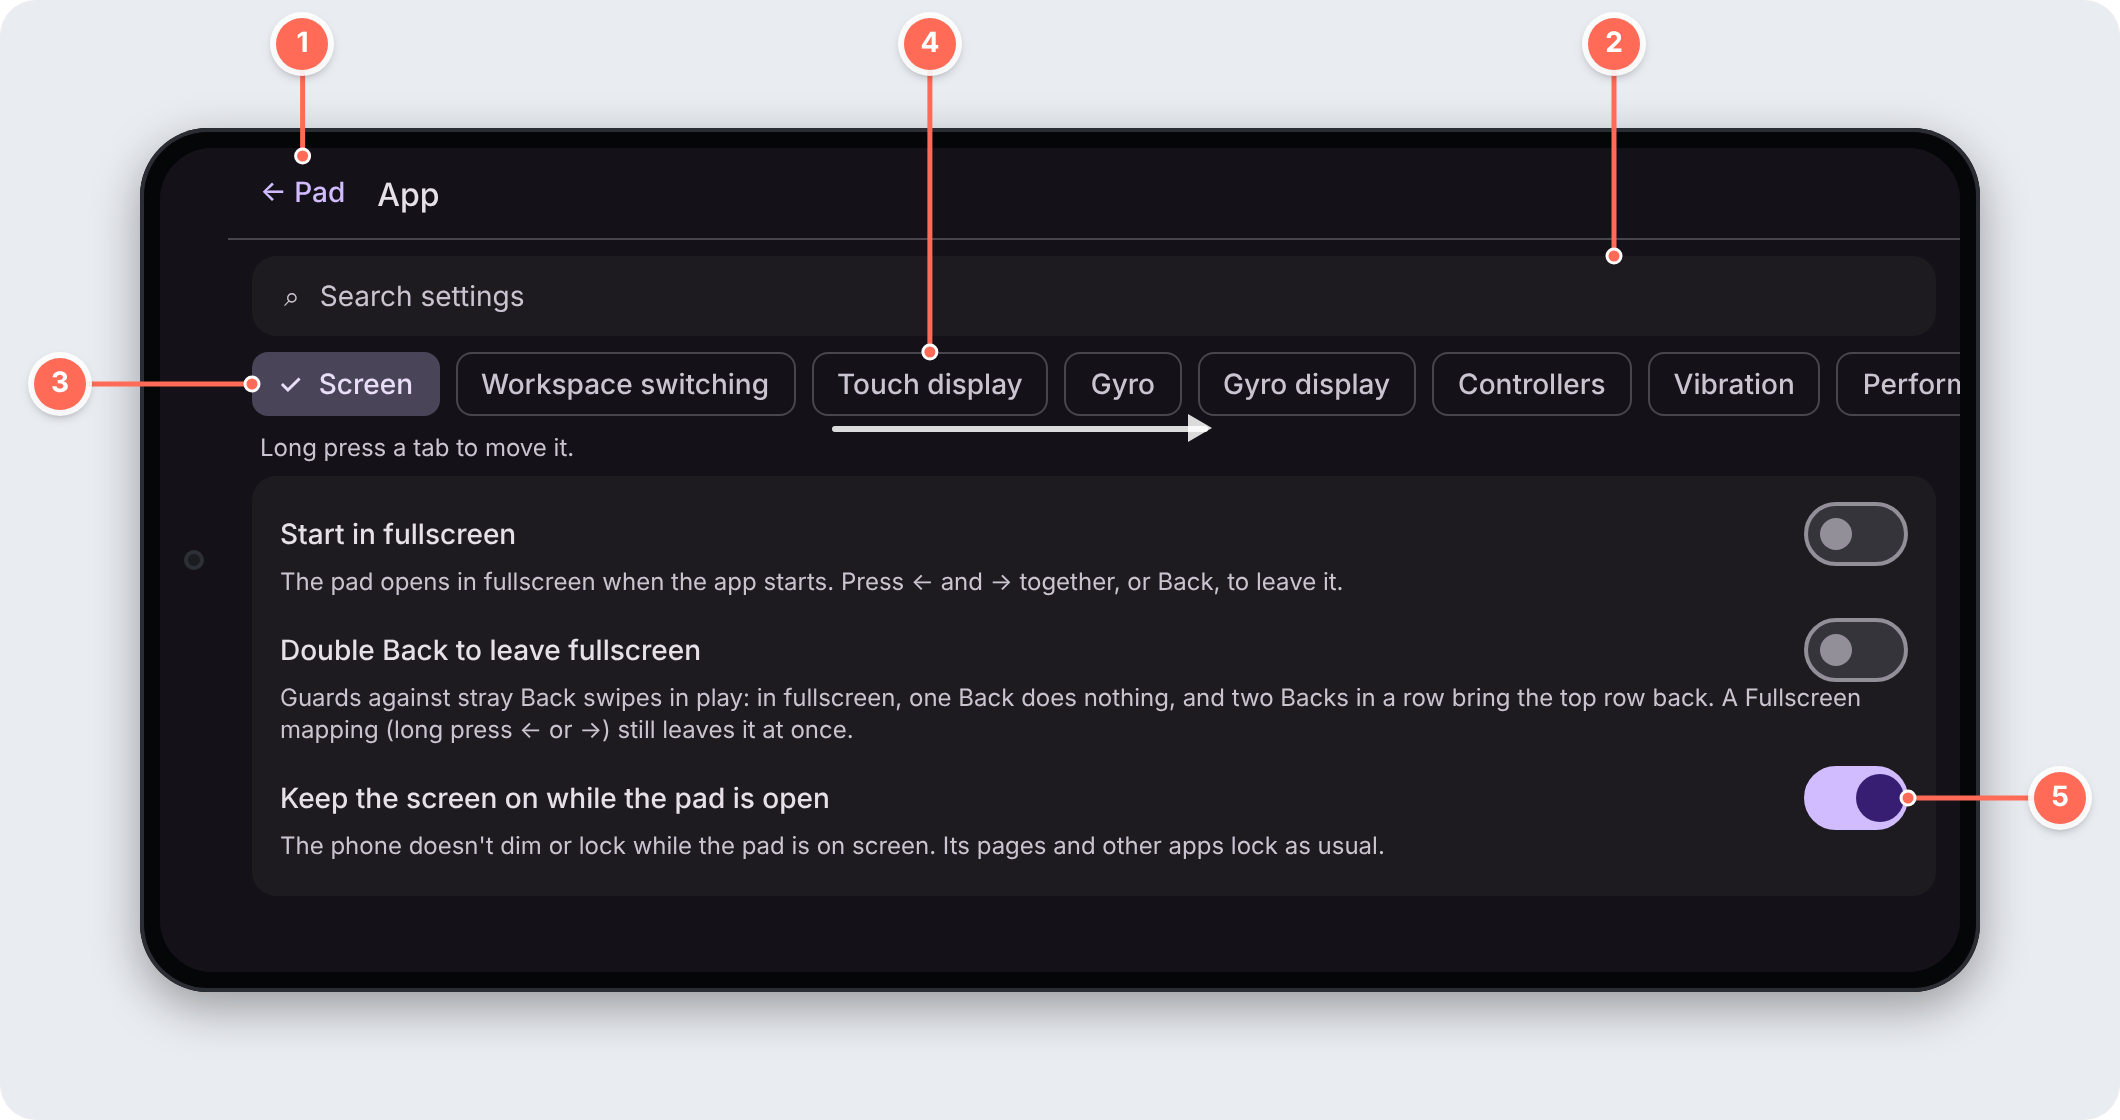 1
4
2
← Pad App
Search settings
3
✓ Screen Workspace switching Touch display Gyro Gyro display Controllers Vibration Perform
Long press a tab to move it.
Start in fullscreen
The pad opens in fullscreen when the app starts. Press ← and → together, or Back, to leave it.
Double Back to leave fullscreen
Guards against stray Back swipes in play: in fullscreen, one Back does nothing, and two Backs in a row bring the top row back. A Fullscreen
mapping (long press ← or →) still leaves it at once.
Keep the screen on while the pad is open
5
The phone doesn't dim or lock while the pad is on screen. Its pages and other apps lock as usual.